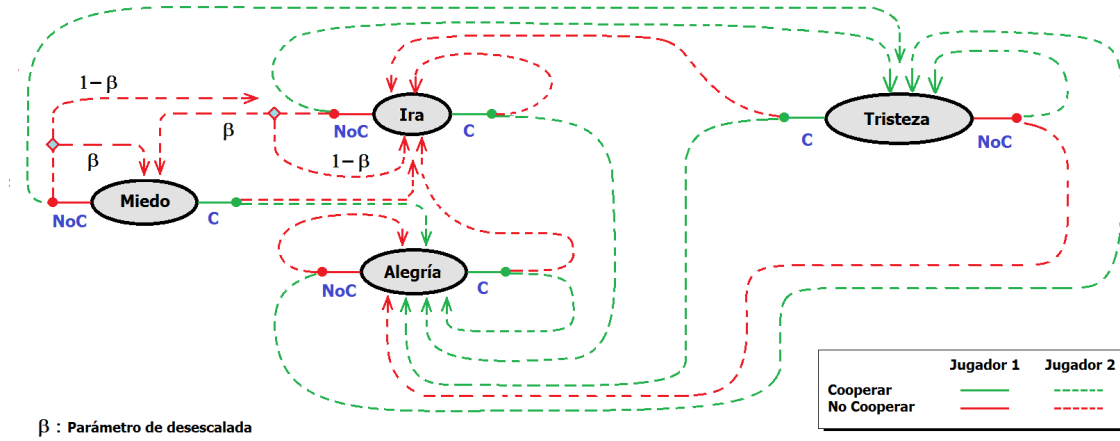 1-β
NoC
Ira
C
C
Tristeza
NoC
β
1-β
β
NoC
Miedo
C
NoC
Alegría
C
Jugador 1
Jugador 2
Cooperar
No Cooperar
β : Parámetro de desescalada